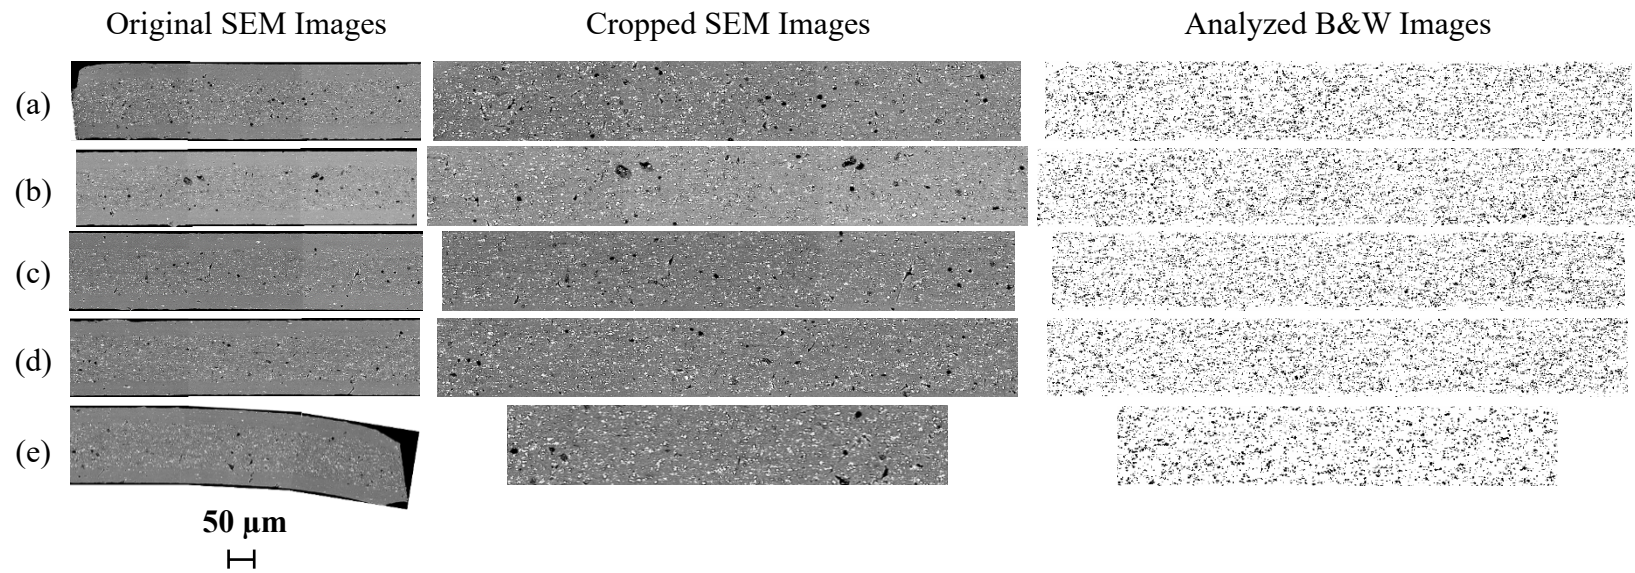 Original SEM Images
Cropped SEM Images
Analyzed B&W Images
(a)
(b)
(c)
(d)
(e)
50 μm